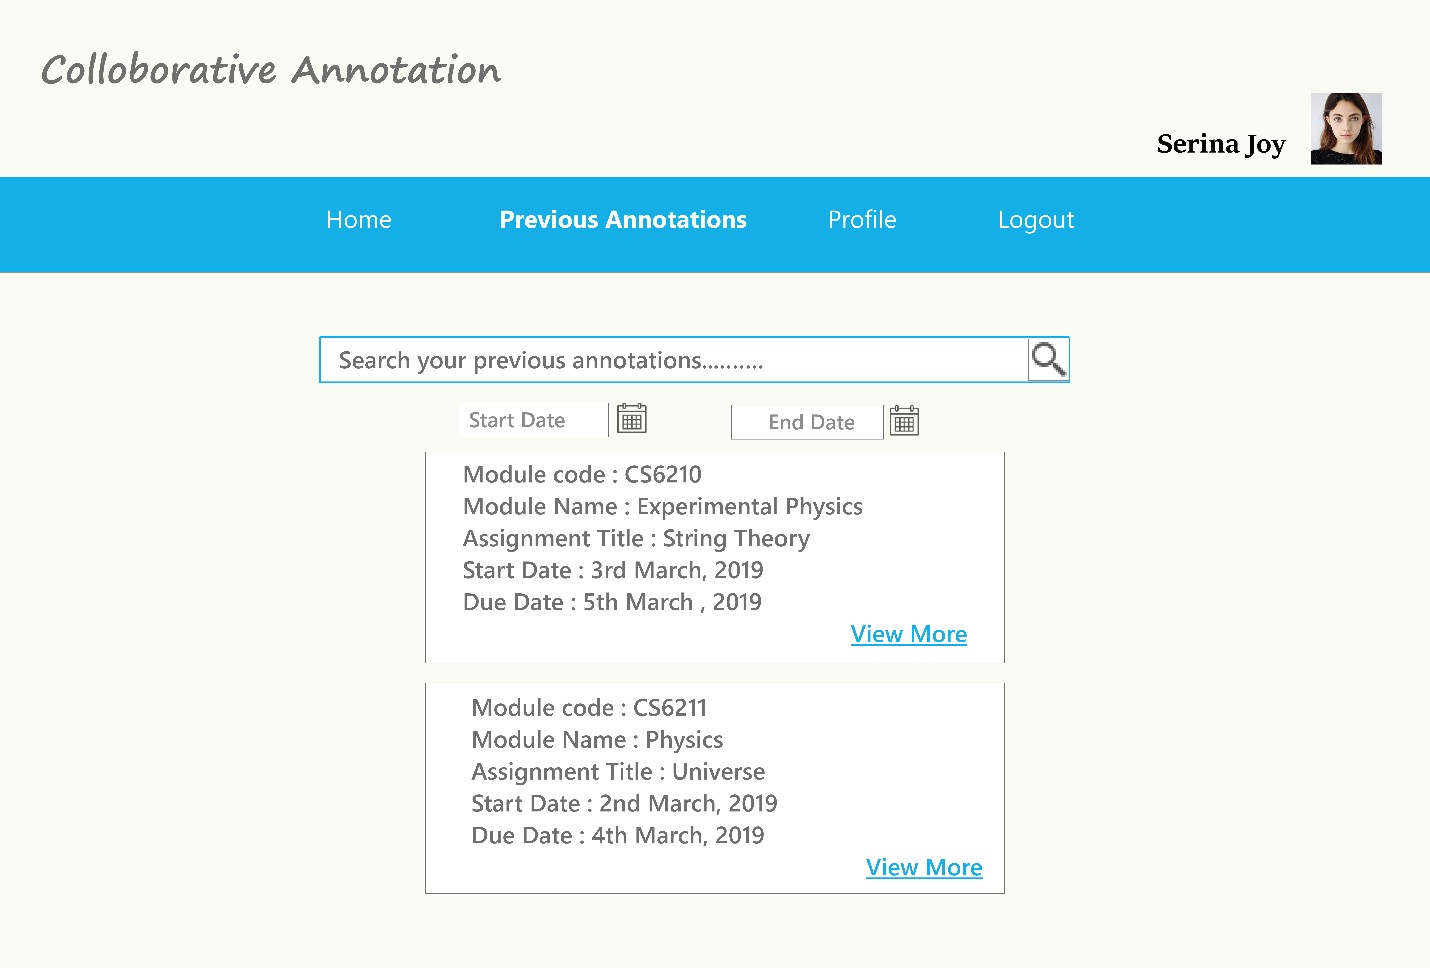 Colloborative Annotation
Serina Joy
Home Previous Annotations Profile Logout
Search your previous annotations..........
Start Date End Date
Module code : CS6210
Module Name : Experimental Physics
Assignment Title : String Theory
Start Date : 3rd March, 2019
Due Date : 5th March , 2019
View More
Module code : CS6211
Module Name : Physics
Assignment Title : Universe
Start Date : 2nd March, 2019
Due Date : 4th March, 2019
View More